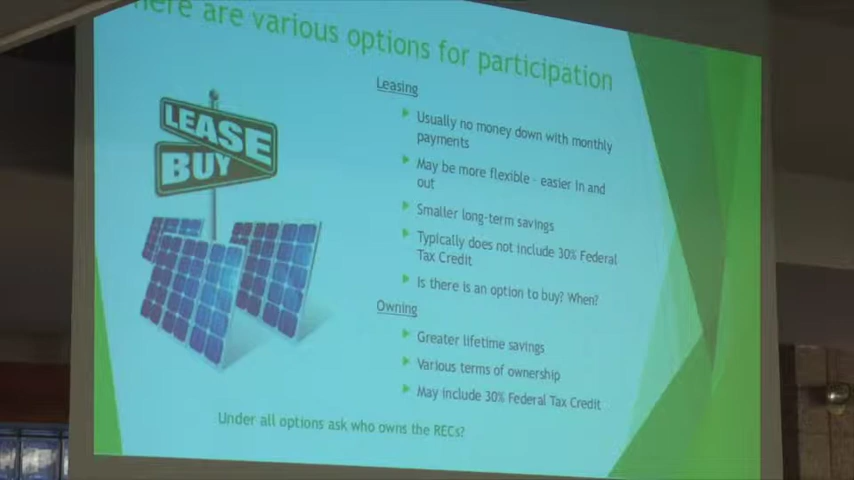 here are various options for participation
LEASE
BUY
Leasing
Usually no money down with monthly
payments
May be more flexible - easier in and
out
Smaller long-term savings
Typically does not include 30% Federal
Tax Credit
Is there is an option to buy? When?
Owning
Greater lifetime savings
Various terms of ownership
May include 30% Federal Tax Credit
Under all options ask who owns the RECs?